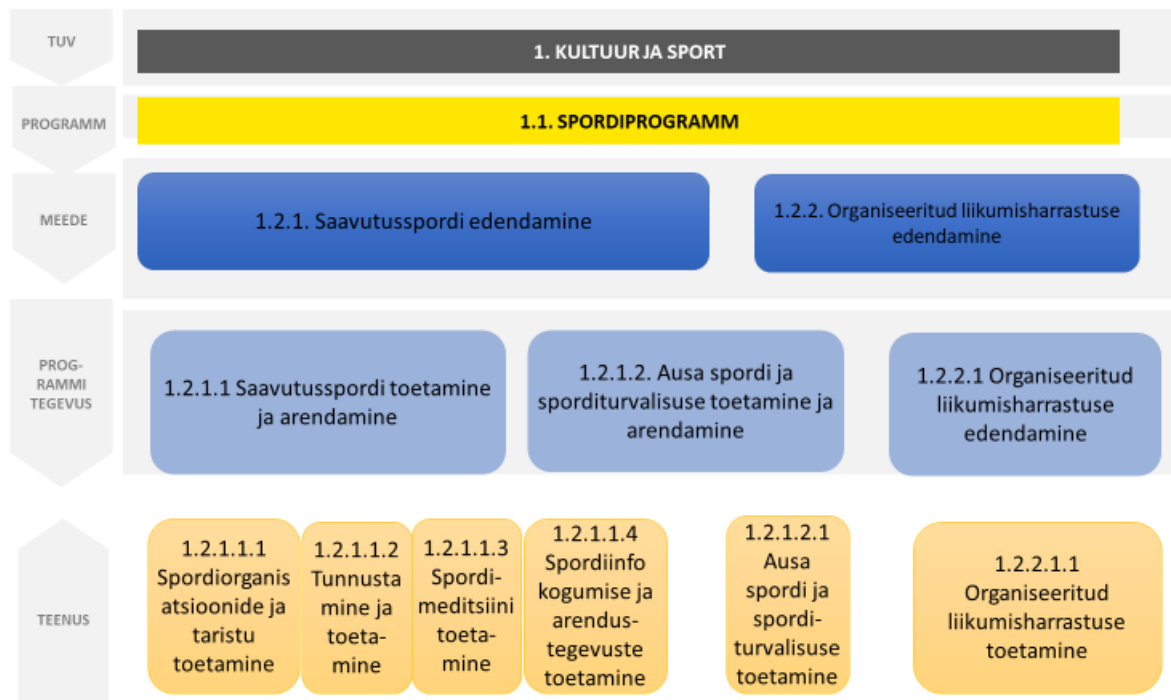 TUV
1. KULTUUR JA SPORT
PROGRAMM
1.1. SPORDIPROGRAMM
MEEDE
1.2.1. Saavutusspordi edendamine
1.2.2. Organiseeritud liikumisharrastuse
edendamine
PROG-
RAMMI
TEGEVUS
1.2.1.1 Saavutusspordi toetamine
ja arendamine
1.2.1.2. Ausa spordi ja
sporditurvalisuse toetamine ja
arendamine
1.2.2.1 Organiseeritud
liikumisharrastuse
edendamine
TEENUS
1.2.1.1.1
Spordiorganis
atsioonide ja
taristu
toetamine
1.2.1.1.2
Tunnusta
mine ja
toeta-
mine
1.2.1.1.3
Spordi-
meditsiini
toeta-
mine
1.2.1.1.4
Spordiinfo
kogumise ja
arendus-
tegevuste
toetamine
1.2.1.2.1
Ausa
spordi ja
spordi-
turvalisuse
toetamine
1.2.2.1.1
Organiseeritud
liikumisharrastuse
toetamine